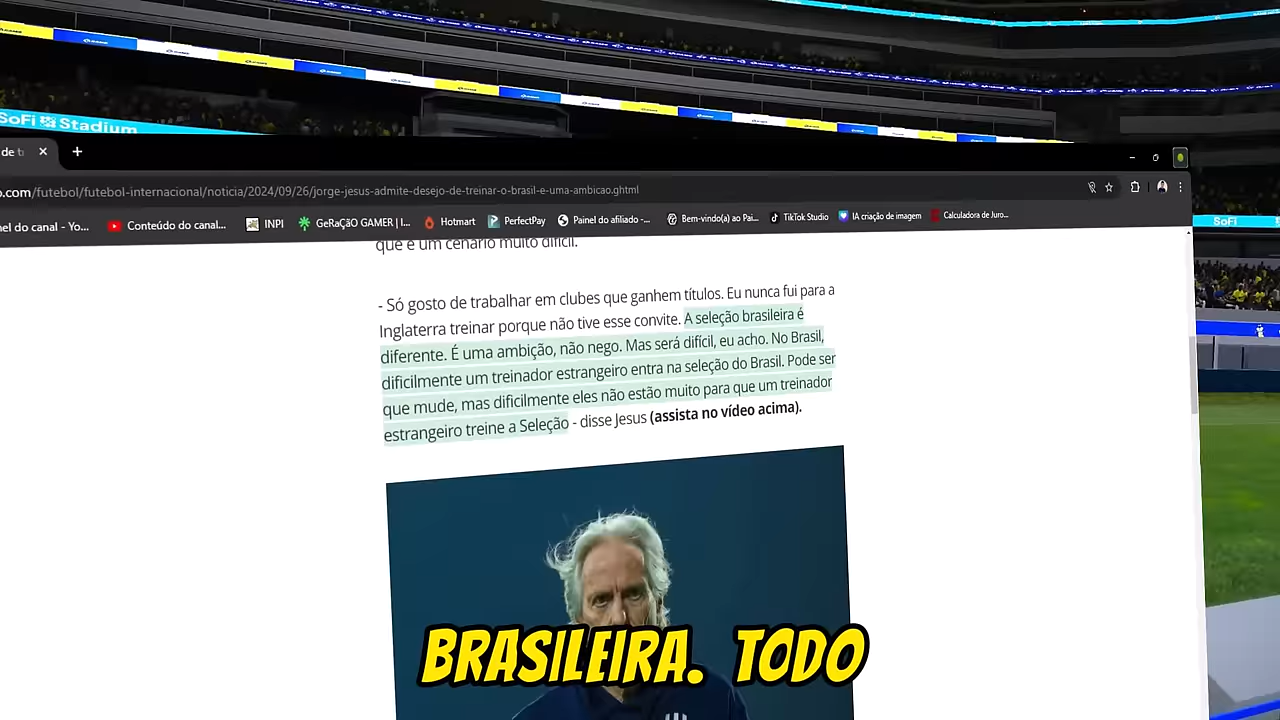 SoFi Stadium
SoFi
de t
o.com/futebol/futebol-internacional/noticia/2024/09/26/jorge-jesus-admite-desejo-de-treinar-o-brasil-e-uma-ambicao.ghtml
nel do canal - Yo... Conteúdo do canal... INPI GeRaÇãO GAMER | I... Hotmart PerfectPay Painel do afiliado -... Bem-vindo(a) ao Pai... TikTok Studio IA criação de imagem Calculadora de Juro...
que é um cenário muito difícil.
- Só gosto de trabalhar em clubes que ganhem títulos. Eu nunca fui para a
Inglaterra treinar porque não tive esse convite. A seleção brasileira é
diferente. É uma ambição, não nego. Mas será difícil, eu acho. No Brasil,
dificilmente um treinador estrangeiro entra na seleção do Brasil. Pode ser
que mude, mas dificilmente eles não estão muito para que um treinador
estrangeiro treine a Seleção - disse Jesus (assista no vídeo acima).
BRASILEIRA. TODO